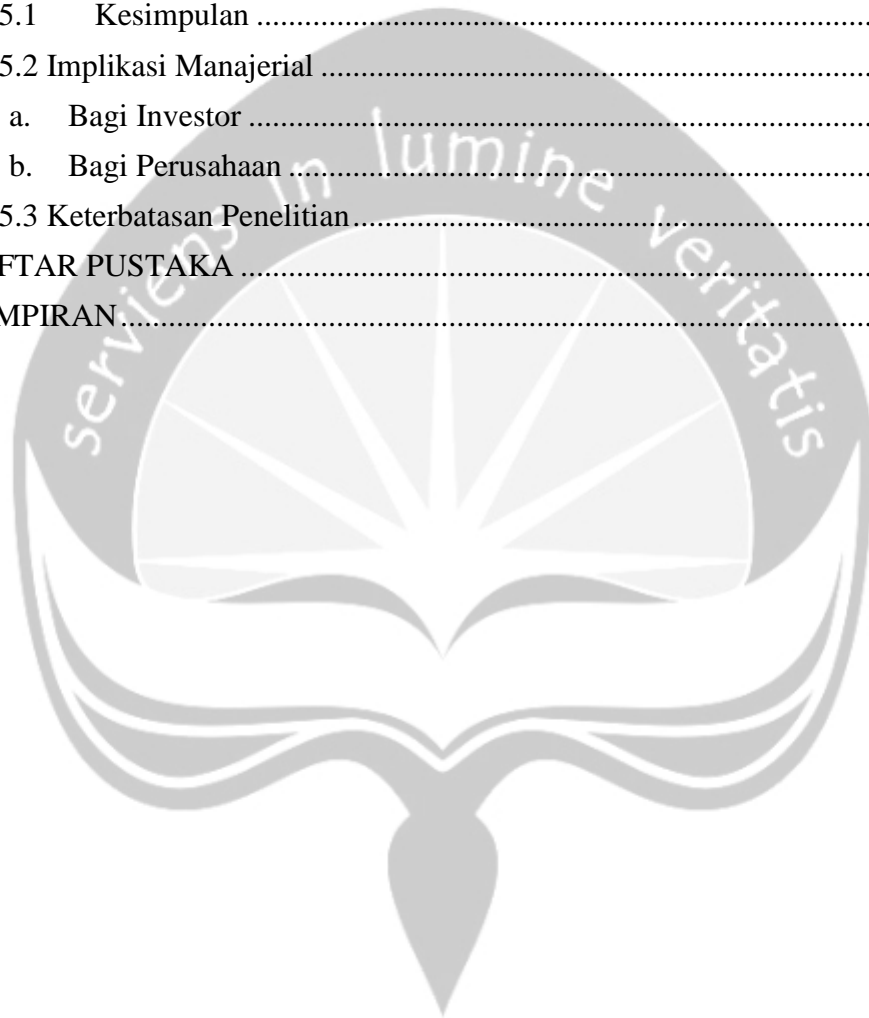 5.1 Kesimpulan ........................................................................
5.2 Implikasi Manajerial ........................................................................
a. Bagi Investor ........................................................................
b. Bagi Perusahaan ........................................................................
5.3 Keterbatasan Penelitian ........................................................................
FTAR PUSTAKA ........................................................................
MPIRAN ........................................................................
serviens in lumine veritatis